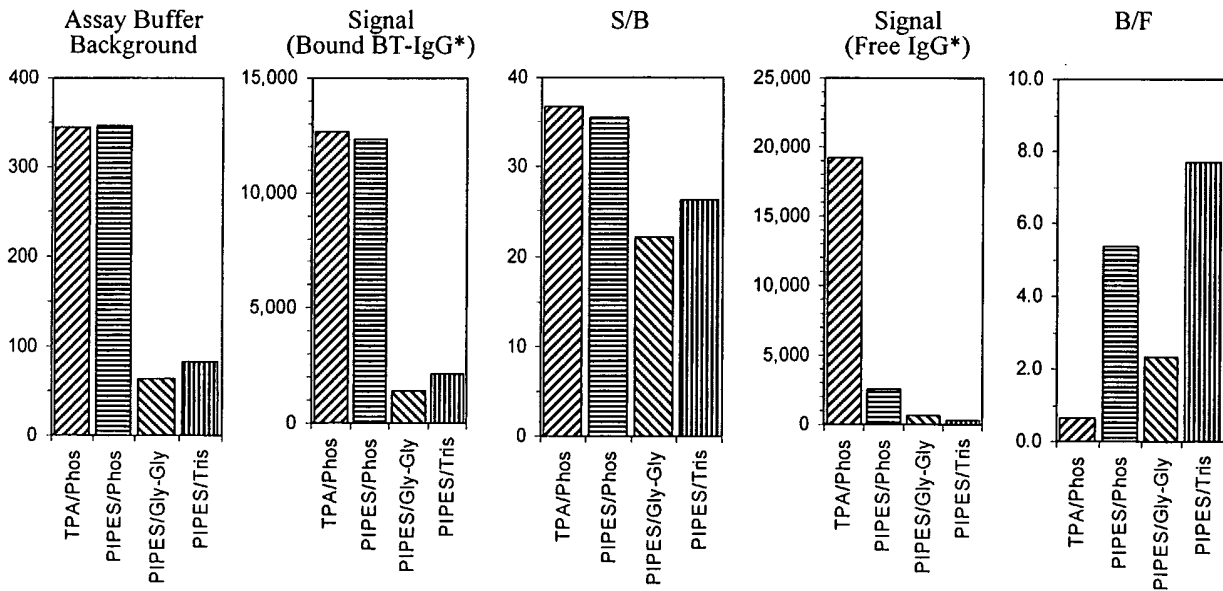 Assay Buffer
Background
400
300
200
100
0
TPA/Phos
PIPES/Phos
PIPES/Gly-Gly
PIPES/Tris
Signal
(Bound BT-IgG*)
15,000
10,000
5,000
0
TPA/Phos
PIPES/Phos
PIPES/Gly-Gly
PIPES/Tris
S/B
40
30
20
10
0
TPA/Phos
PIPES/Phos
PIPES/Gly-Gly
PIPES/Tris
Signal
(Free IgG*)
25,000
20,000
15,000
10,000
5,000
0
TPA/Phos
PIPES/Phos
PIPES/Gly-Gly
PIPES/Tris
B/F
10.0
8.0
6.0
4.0
2.0
0.0
TPA/Phos
PIPES/Phos
PIPES/Gly-Gly
PIPES/Tris